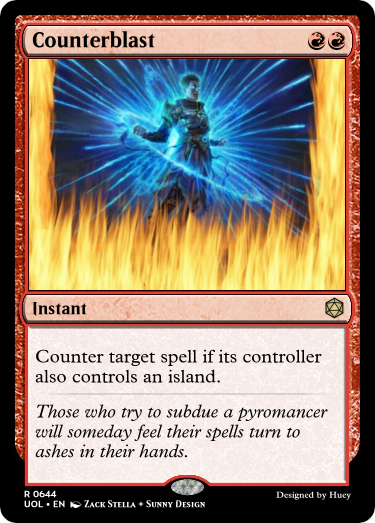 Counterblast
Instant
Counter target spell if its controller
also controls an island.
Those who try to subdue a pyromancer
will someday feel their spells turn to
ashes in their hands.
R 0644
UOL • EN Zack Stella + Sunny Design
Designed by Huey